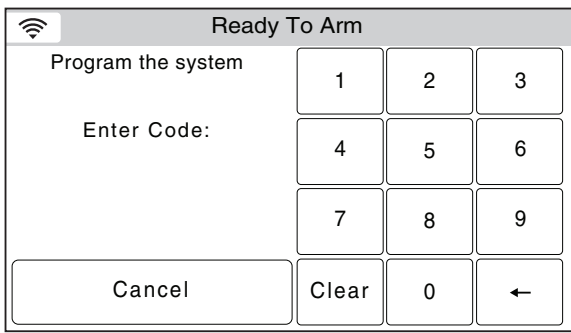 Ready To Arm
Program the system
1 2 3
Enter Code:
4 5 6
7 8 9
Cancel Clear 0 ←